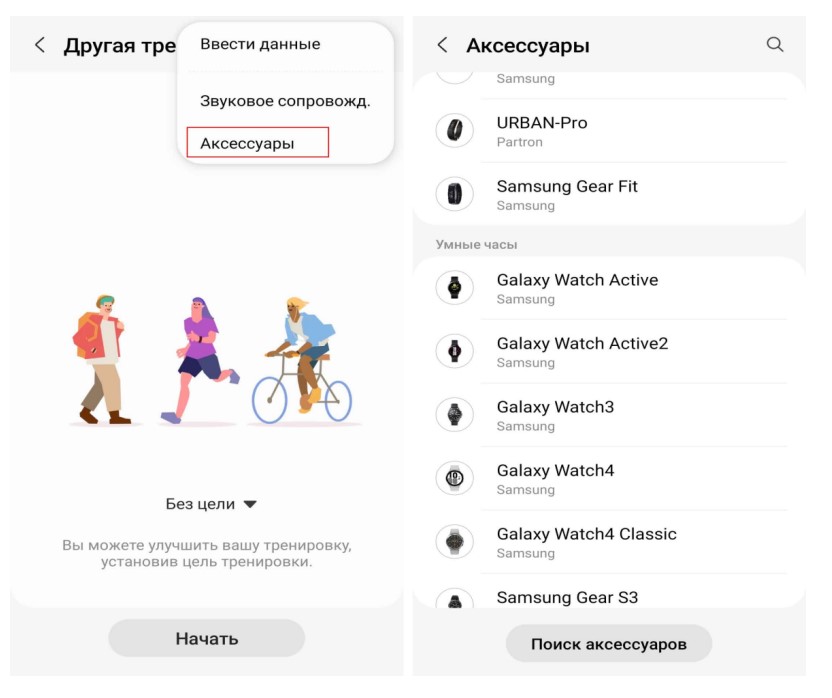 Другая тре
Ввести данные
Звуковое сопровожд.
Аксессуары
Без цели
Вы можете улучшить вашу тренировку,
установив цель тренировки.
Начать
Аксессуары
Samsung
URBAN-Pro
Partron
Samsung Gear Fit
Samsung
Умные часы
Galaxy Watch Active
Samsung
Galaxy Watch Active2
Samsung
Galaxy Watch3
Samsung
Galaxy Watch4
Samsung
Galaxy Watch4 Classic
Samsung
Samsung Gear S3
Поиск аксессуаров